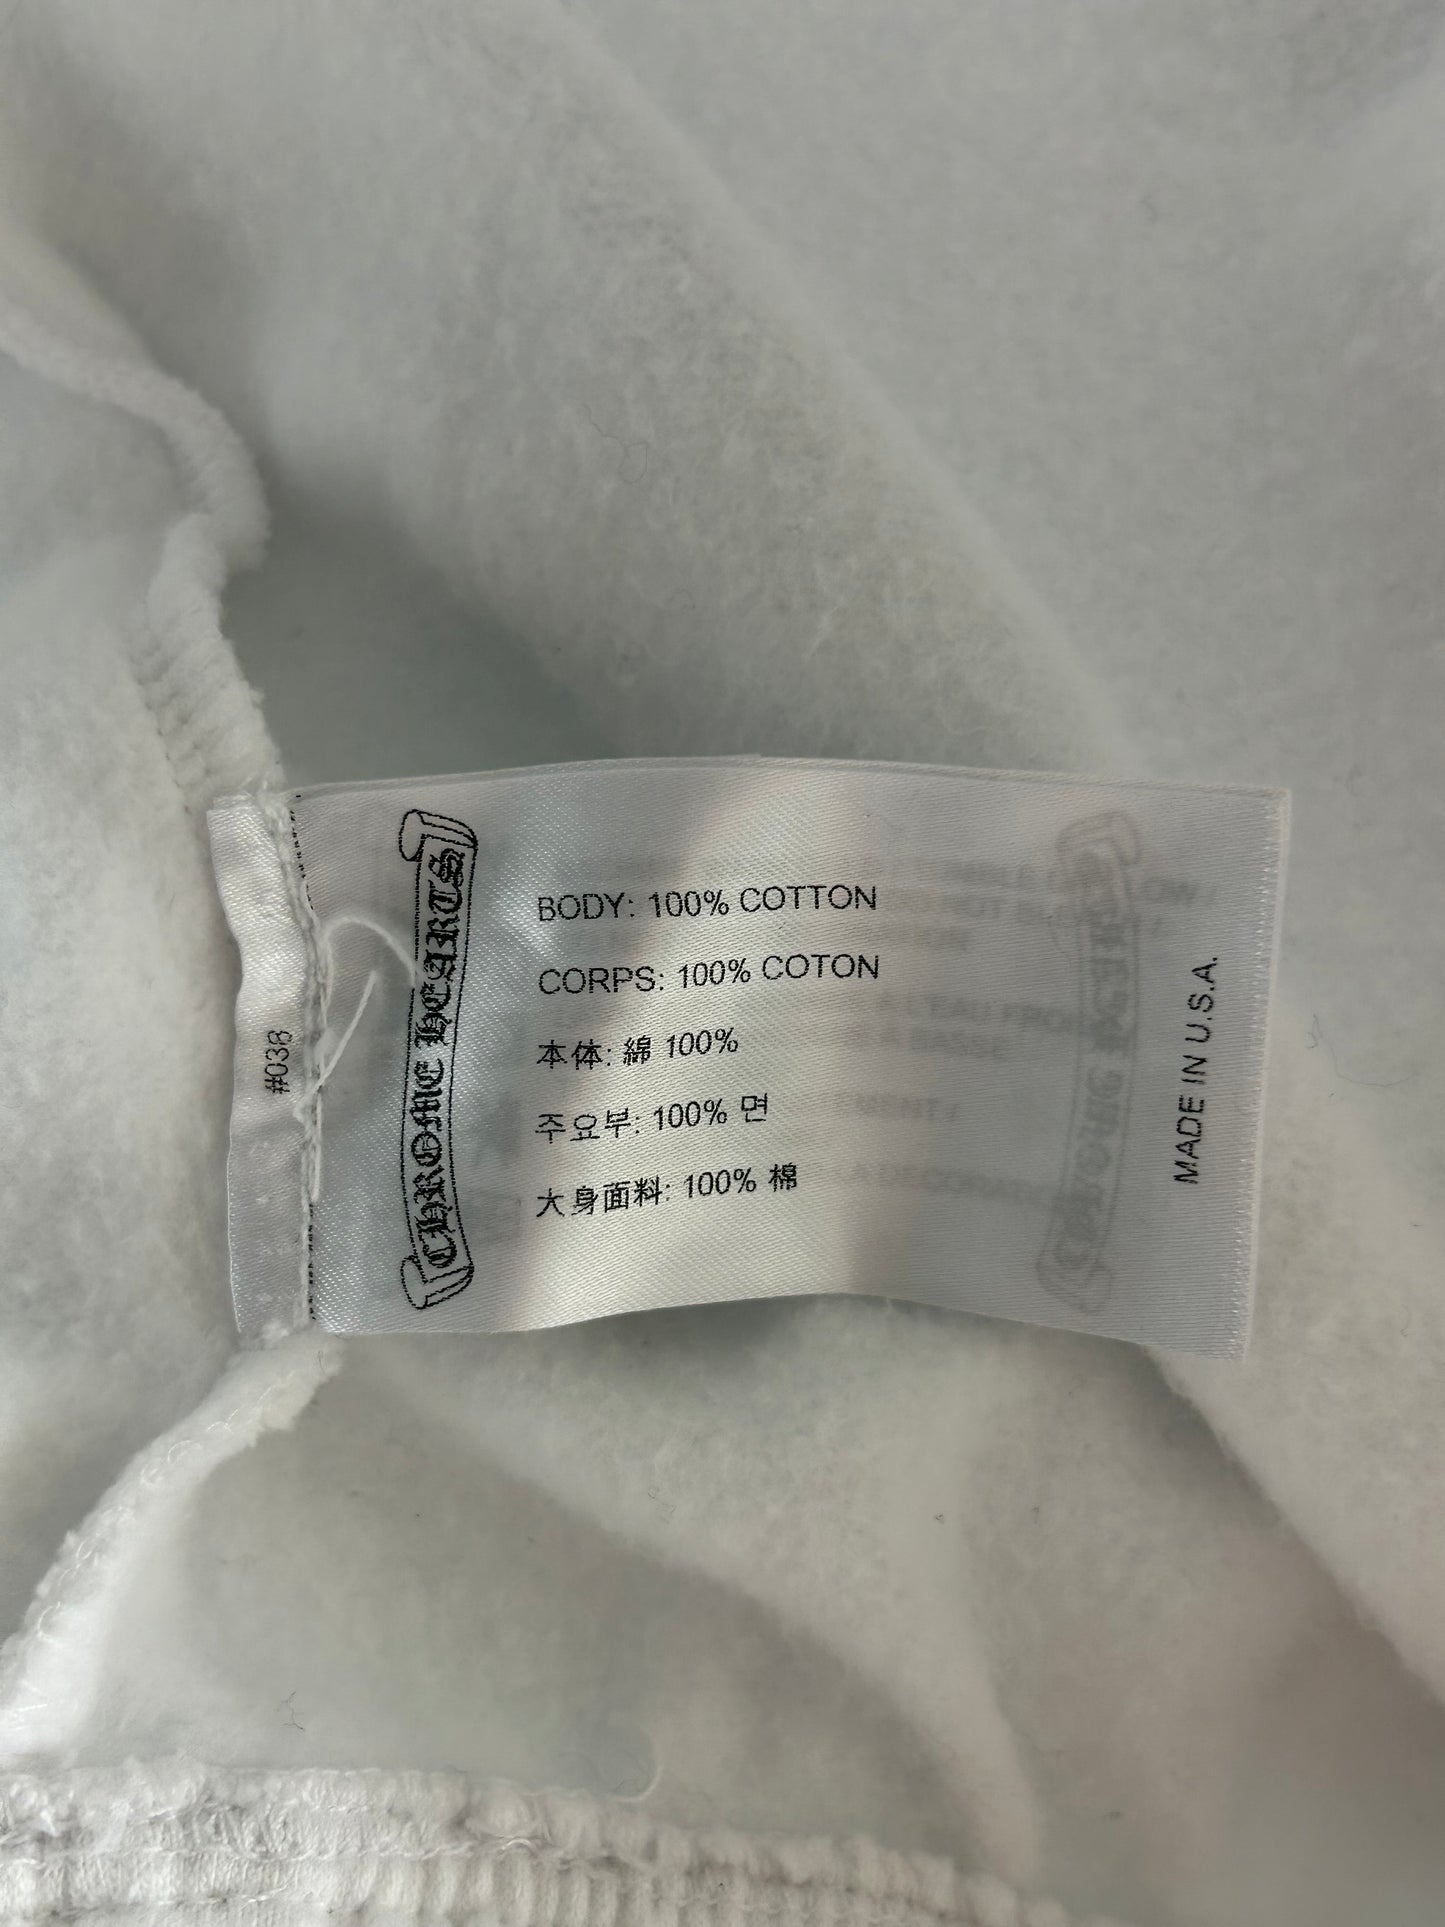 #038
CHROME HEARTS
BODY: 100% COTTON
CORPS: 100% COTON
本体: 綿 100%
주요부: 100% 면
大身面料: 100% 棉
MADE IN U.S.A.